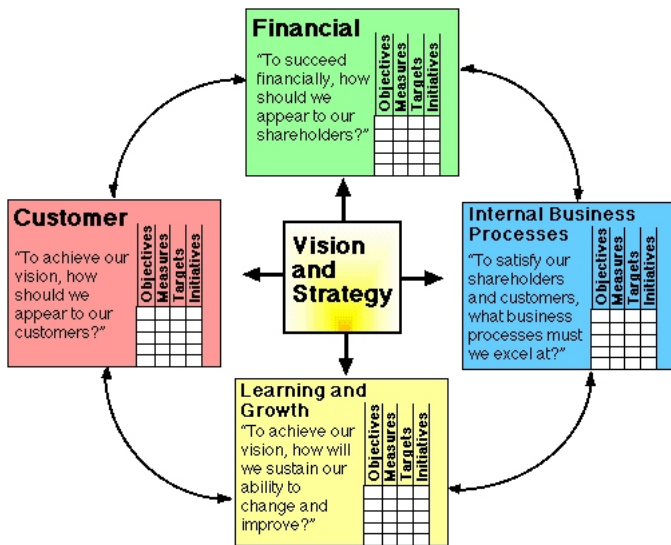 Financial
“To succeed
financially, how
should we
appear to our
shareholders?”
Objectives
Measures
Targets
Initiatives
Customer
“To achieve our
vision, how
should we
appear to our
customers?”
Objectives
Measures
Targets
Initiatives
Vision
and
Strategy
Internal Business
Processes
“To satisfy our
shareholders
and customers,
what business
processes must
we excel at?”
Objectives
Measures
Targets
Initiatives
Learning and
Growth
“To achieve our
vision, how will
we sustain our
ability to
change and
improve?”
Objectives
Measures
Targets
Initiatives